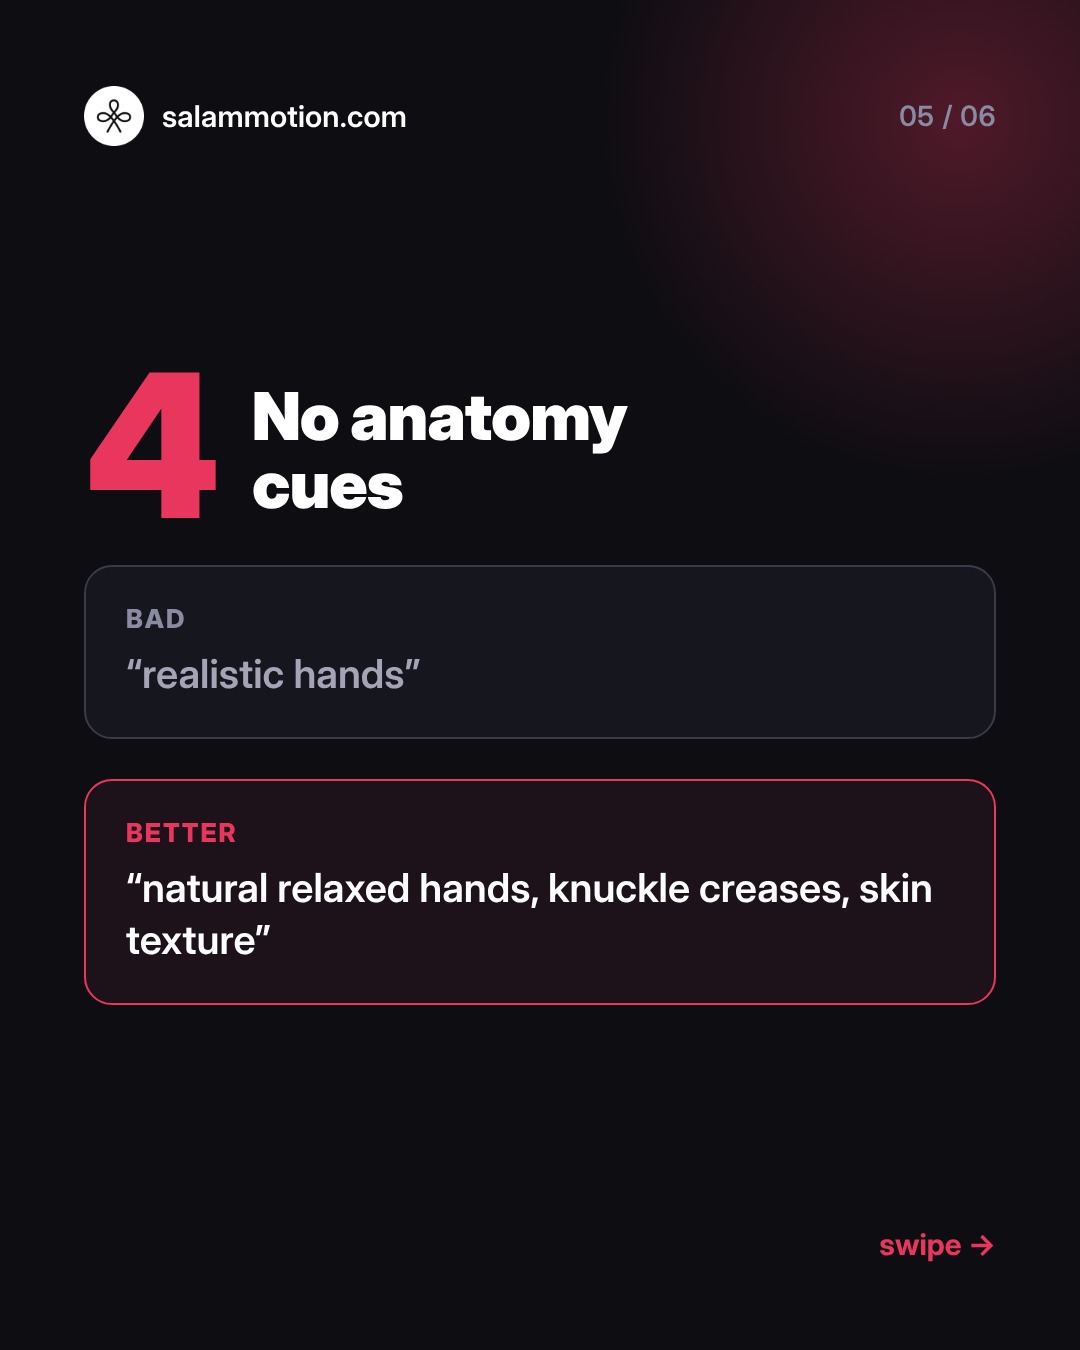 salammotion.com
05 / 06
4
No anatomy
cues
BAD
“realistic hands”
BETTER
“natural relaxed hands, knuckle creases, skin
texture”
swipe →